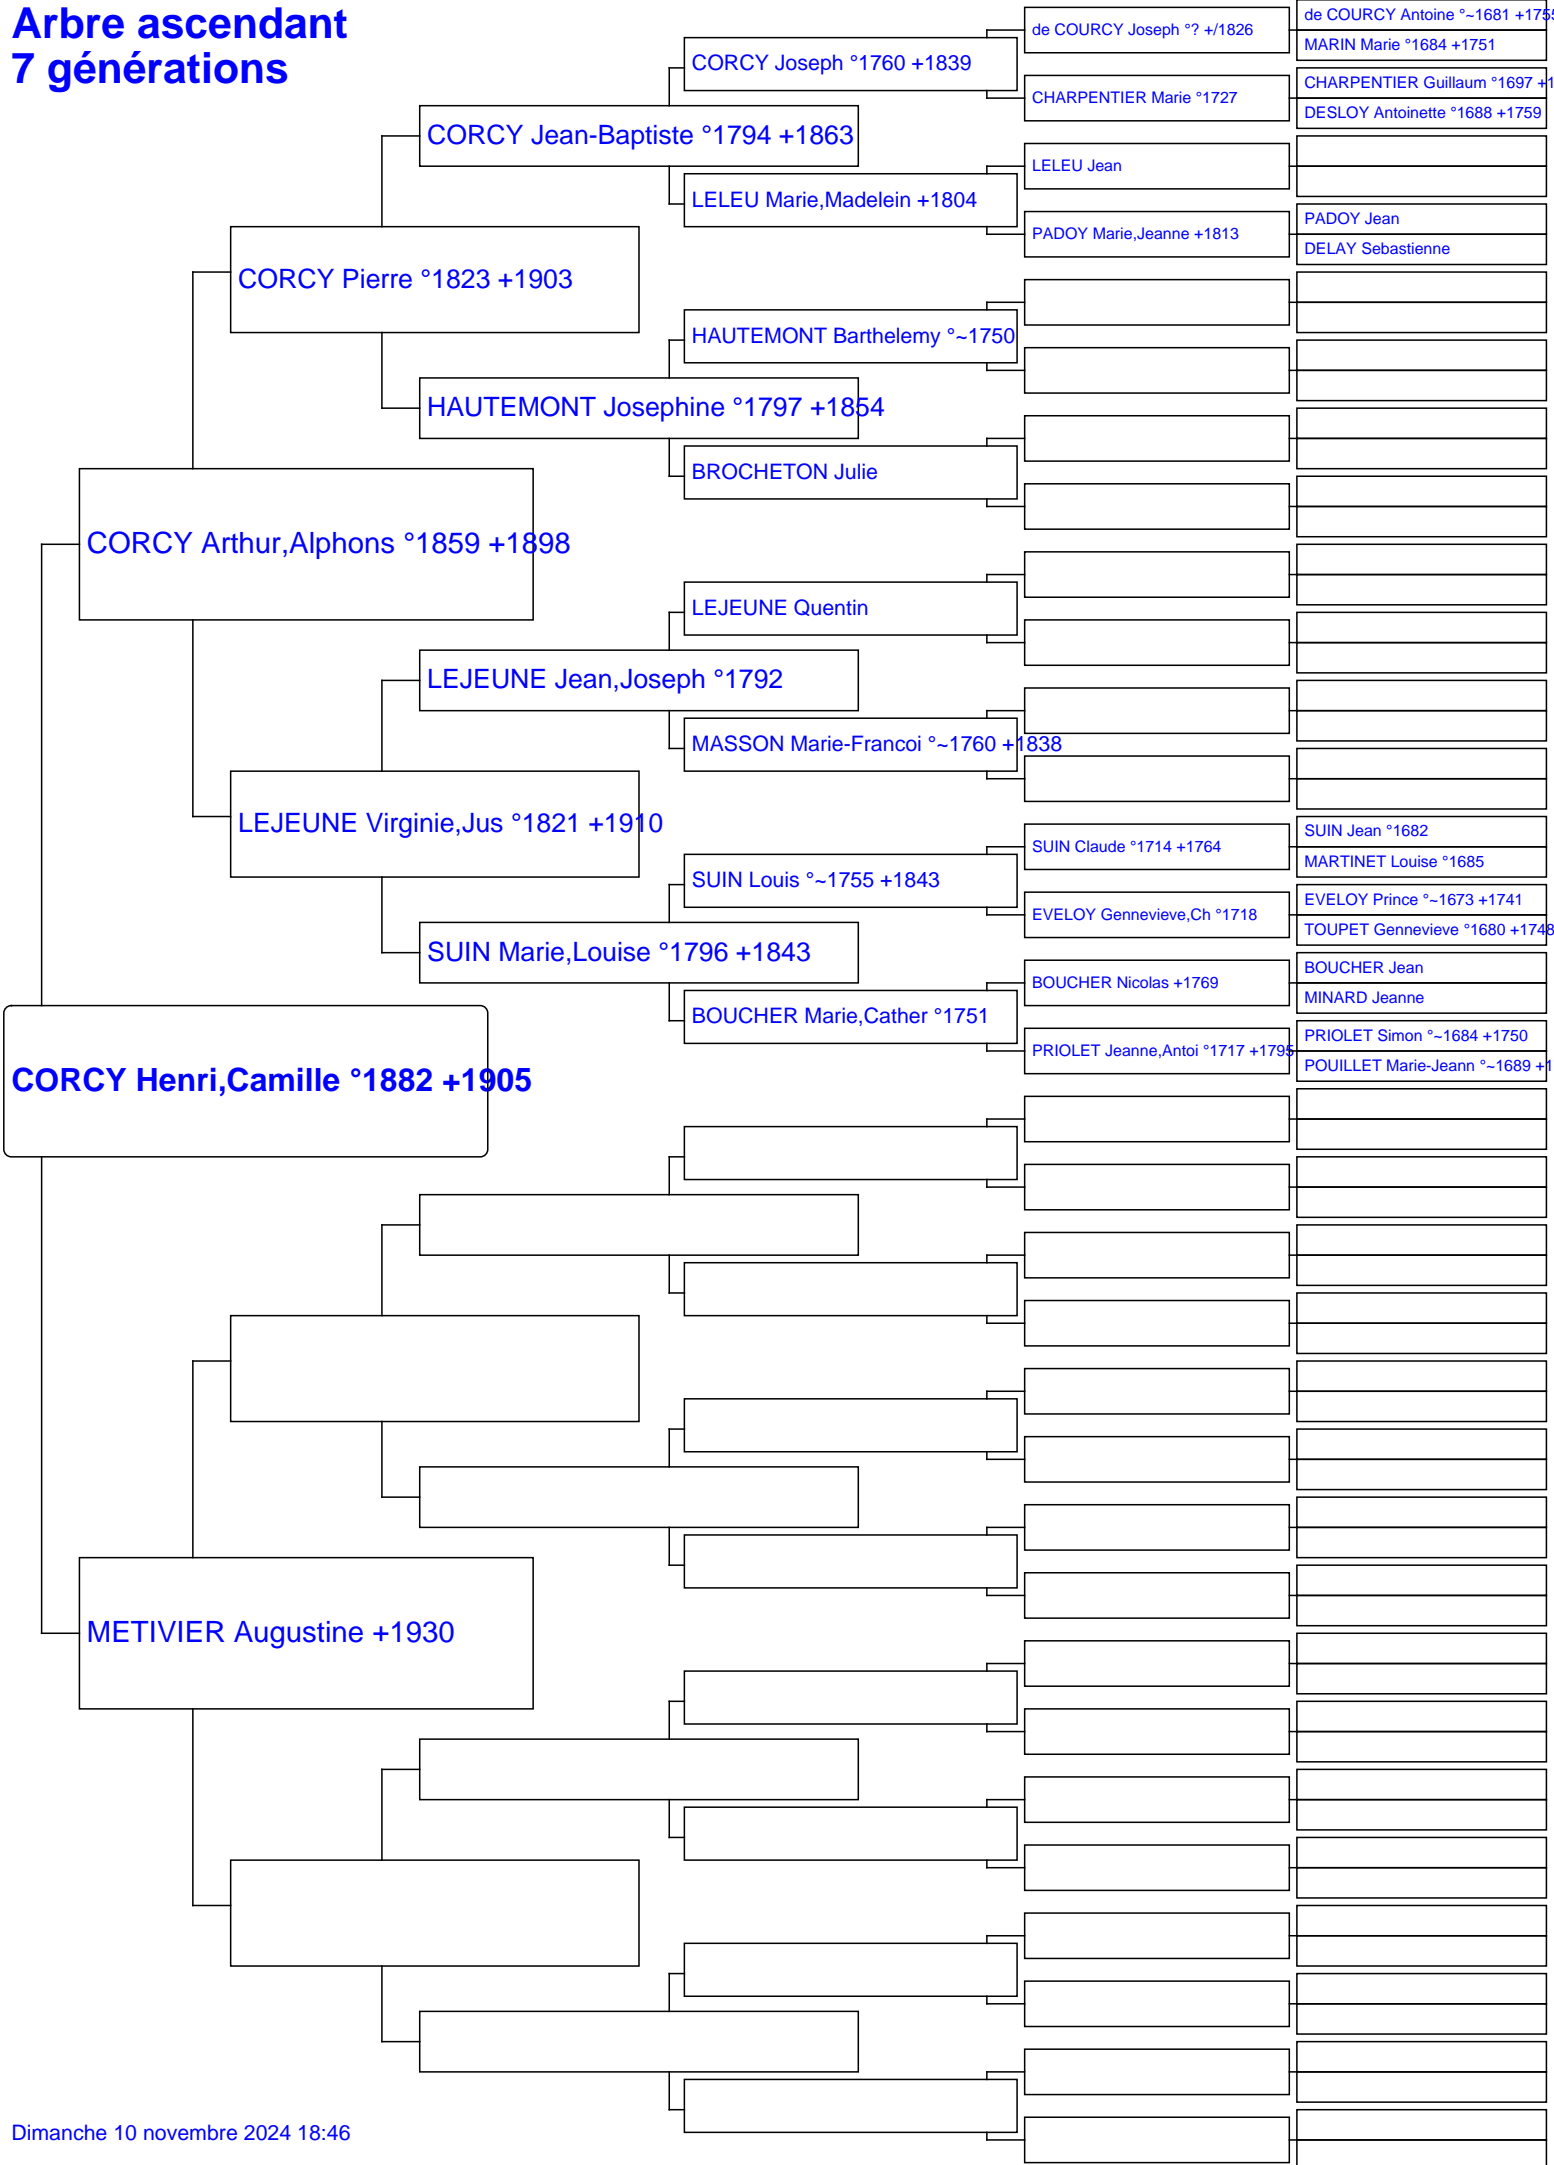 Arbre ascendant
7 générations
de COURCY Antoine °~1681 +1755
de COURCY Joseph °? +/1826
MARIN Marie °1684 +1751
CORCY Joseph °1760 +1839
CHARPENTIER Guillaum °1697 +1
CHARPENTIER Marie °1727
DESLOY Antoinette °1688 +1759
CORCY Jean-Baptiste °1794 +1863
LELEU Jean
LELEU Marie,Madelein +1804
PADOY Jean
PADOY Marie,Jeanne +1813
DELAY Sebastienne
CORCY Pierre °1823 +1903
HAUTEMONT Barthelemy °~1750
HAUTEMONT Josephine °1797 +1854
BROCHETON Julie
CORCY Arthur,Alphons °1859 +1898
LEJEUNE Quentin
LEJEUNE Jean,Joseph °1792
MASSON Marie-Francoi °~1760 +1838
LEJEUNE Virginie,Jus °1821 +1910
SUIN Jean °1682
SUIN Claude °1714 +1764
MARTINET Louise °1685
SUIN Louis °~1755 +1843
EVELOY Prince °~1673 +1741
EVELOY Gennevieve,Ch °1718
TOUPET Gennevieve °1680 +1748
SUIN Marie,Louise °1796 +1843
BOUCHER Jean
BOUCHER Nicolas +1769
MINARD Jeanne
BOUCHER Marie,Cather °1751
PRIOLET Simon °~1684 +1750
PRIOLET Jeanne,Antoi °1717 +1795
POUILLET Marie-Jeann °~1689 +1
CORCY Henri,Camille °1882 +1905
METIVIER Augustine +1930
Dimanche 10 novembre 2024 18:46